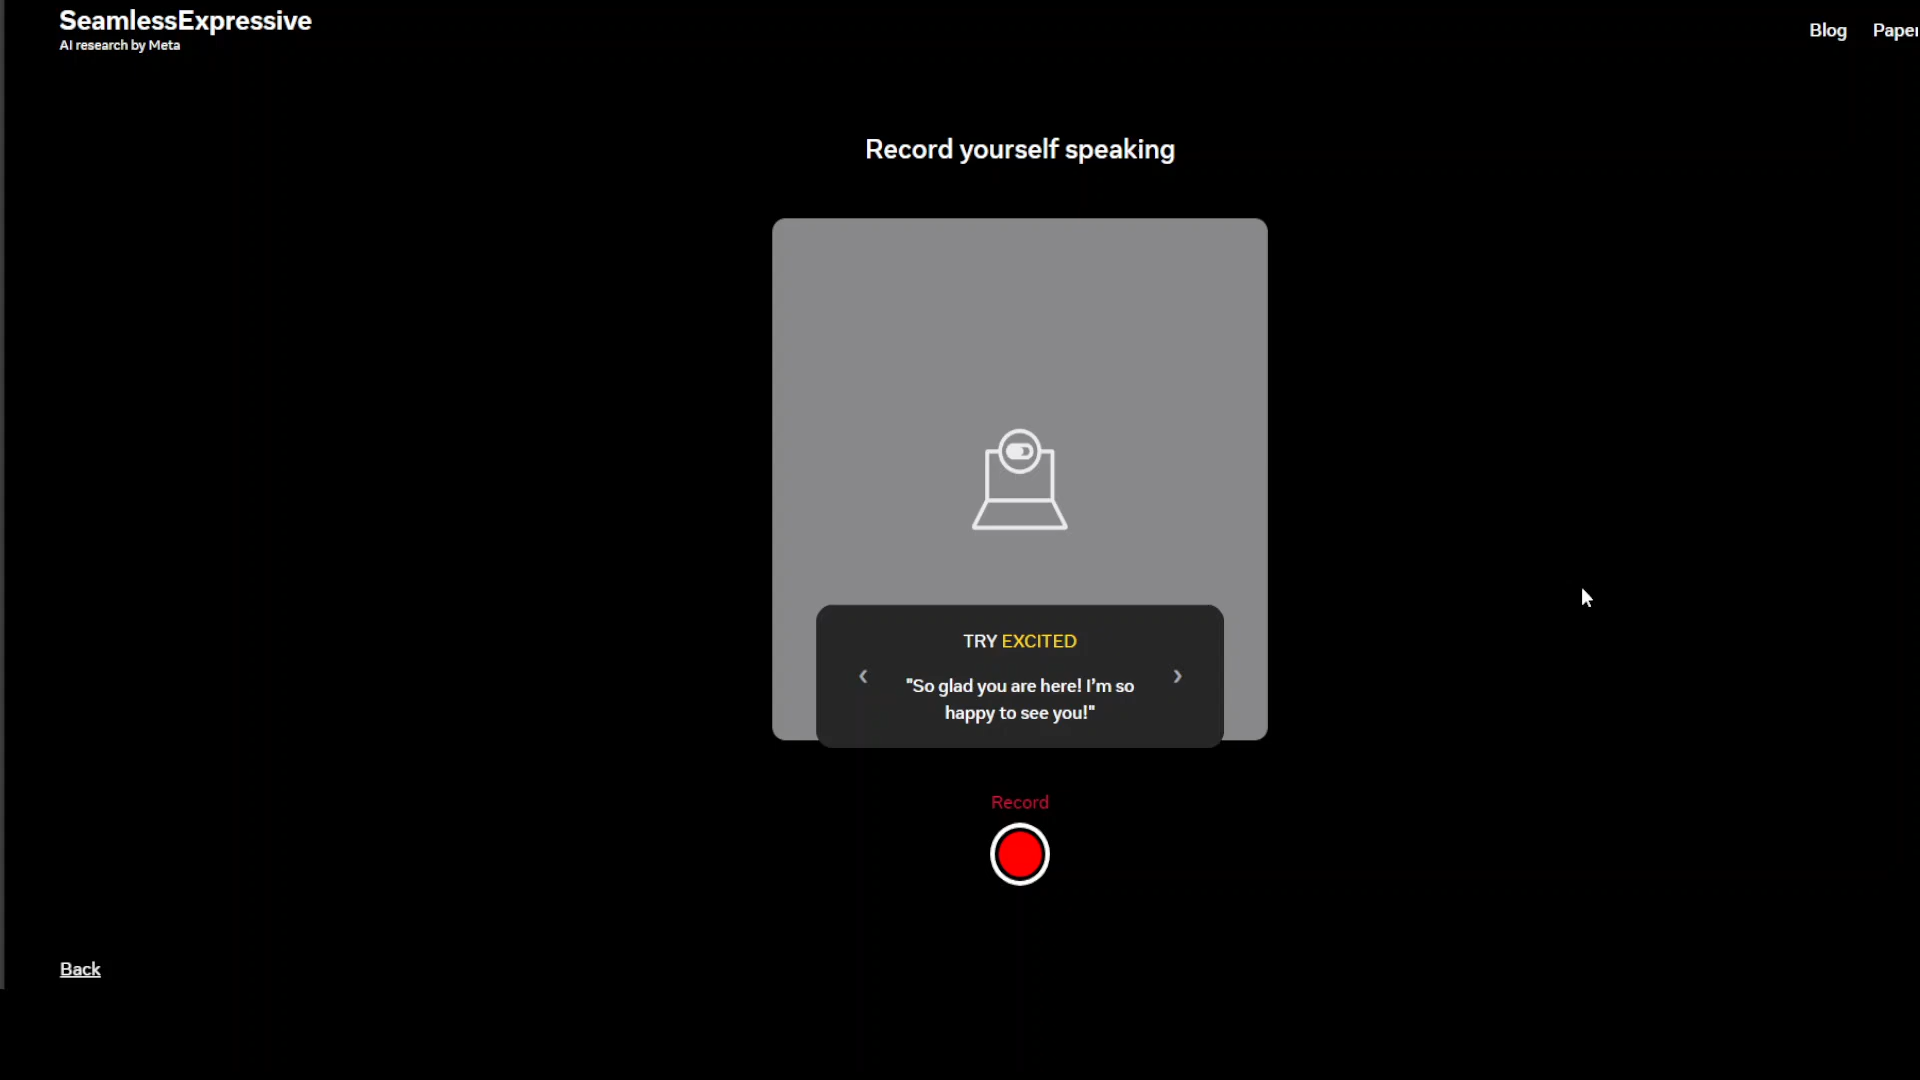 SeamlessExpressive
AI research by Meta
Blog
Paper
Record yourself speaking
TRY EXCITED
"So glad you are here! I'm so
happy to see you!"
Record
Back